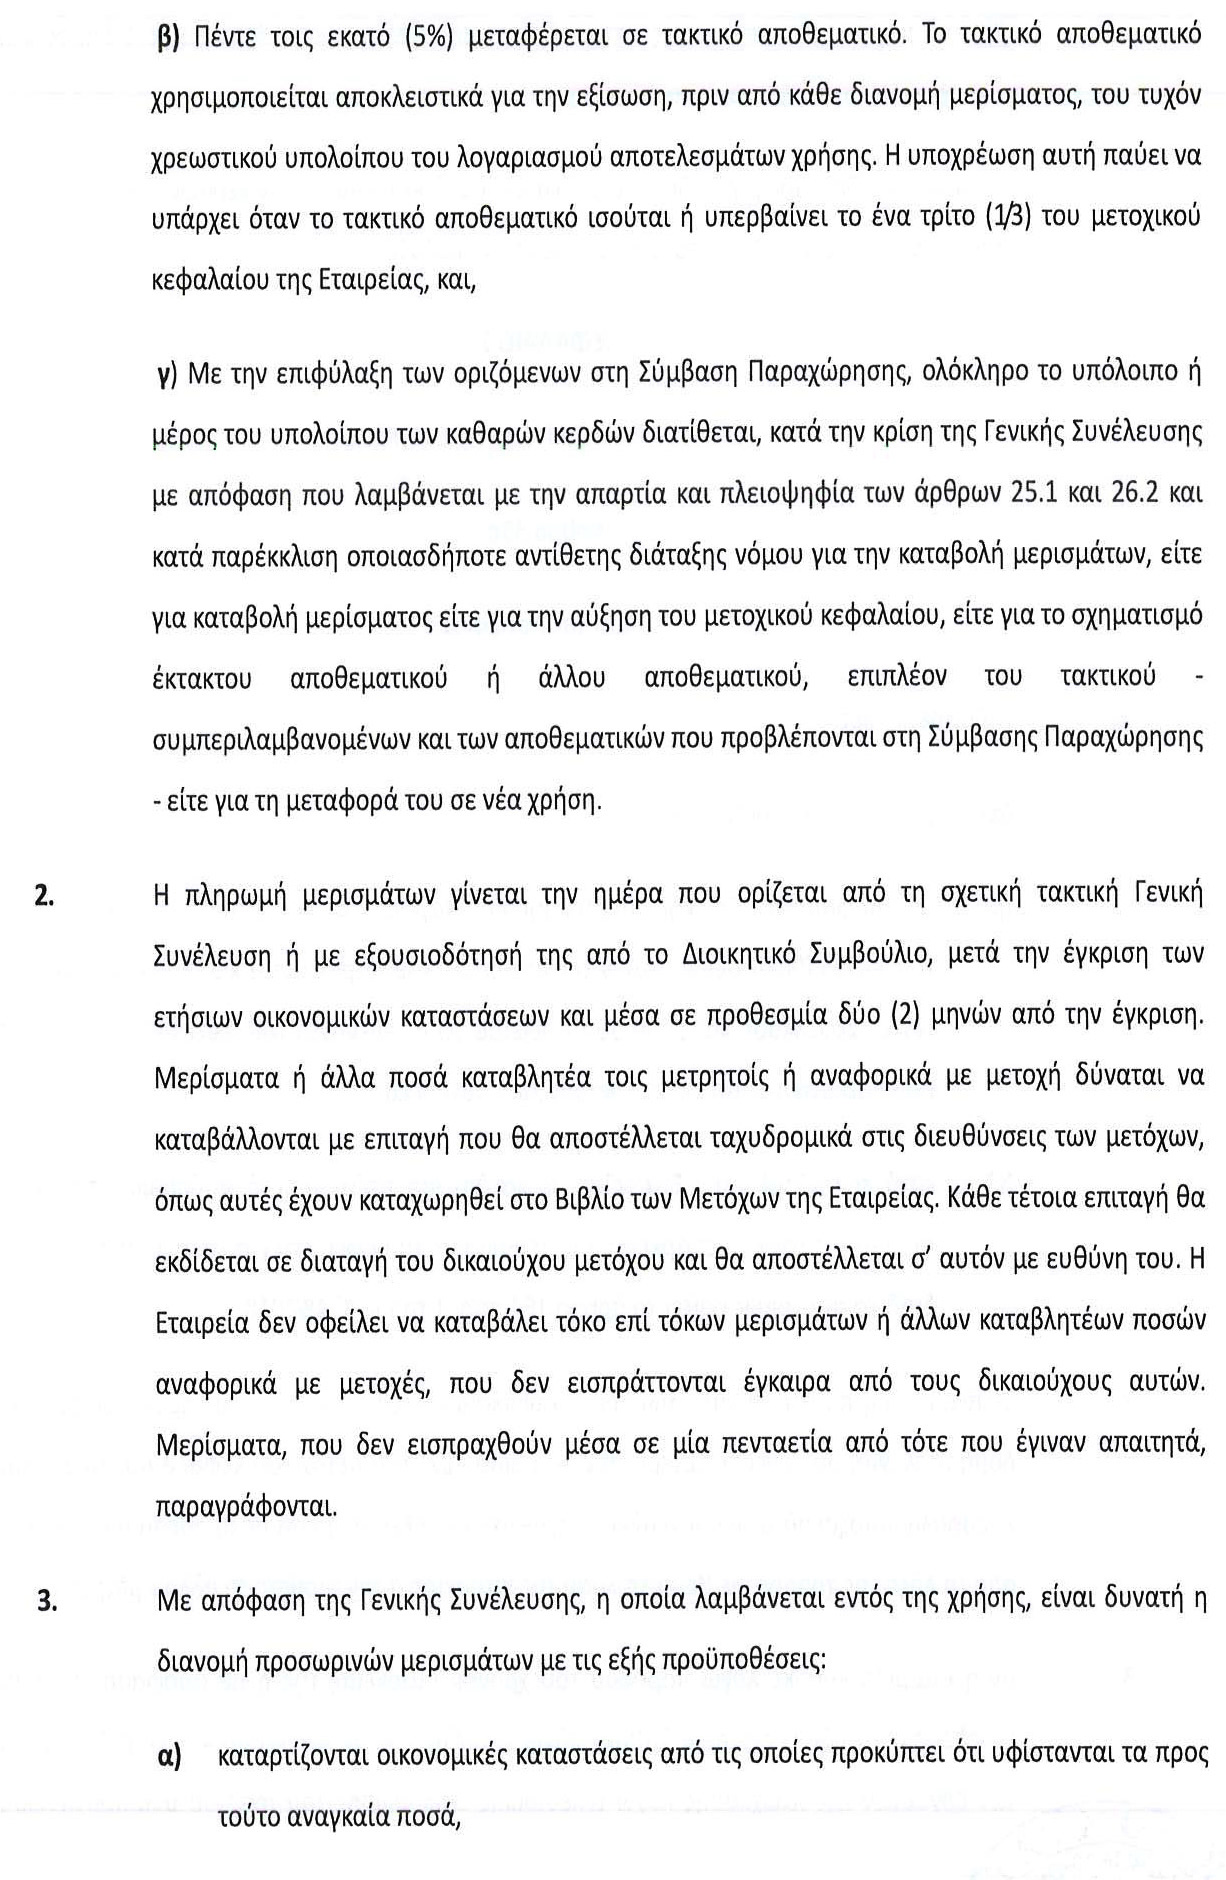 β) Πέντε τοις εκατό (5%) μεταφέρεται σε τακτικό αποθεματικό. Το τακτικό αποθεματικό
χρησιμοποιείται αποκλειστικά για την εξίσωση, πριν από κάθε διανομή μερίσματος, του τυχόν
χρεωστικού υπολοίπου του λογαριασμού αποτελεσμάτων χρήσης. Η υποχρέωση αυτή παύει να
υπάρχει όταν το τακτικό αποθεματικό ισούται ή υπερβαίνει το ένα τρίτο (1/3) του μετοχικού
κεφαλαίου της Εταιρείας, και,
γ) Με την επιφύλαξη των οριζόμενων στη Σύμβαση Παραχώρησης, ολόκληρο το υπόλοιπο ή
μέρος του υπολοίπου των καθαρών κερδών διατίθεται, κατά την κρίση της Γενικής Συνέλευσης
με απόφαση που λαμβάνεται με την απαρτία και πλειοψηφία των άρθρων 25.1 και 26.2 και
κατά παρέκκλιση οποιασδήποτε αντίθετης διάταξης νόμου για την καταβολή μερισμάτων, είτε
για καταβολή μερίσματος είτε για την αύξηση του μετοχικού κεφαλαίου, είτε για το σχηματισμό
έκτακτου αποθεματικού ή άλλου αποθεματικού, επιπλέον του τακτικού -
συμπεριλαμβανομένων και των αποθεματικών που προβλέπονται στη Σύμβασης Παραχώρησης
- είτε για τη μεταφορά του σε νέα χρήση.
2. Η πληρωμή μερισμάτων γίνεται την ημέρα που ορίζεται από τη σχετική τακτική Γενική
Συνέλευση ή με εξουσιοδότησή της από το Διοικητικό Συμβούλιο, μετά την έγκριση των
ετήσιων οικονομικών καταστάσεων και μέσα σε προθεσμία δύο (2) μηνών από την έγκριση.
Μερίσματα ή άλλα ποσά καταβλητέα τοις μετρητοίς ή αναφορικά με μετοχή δύναται να
καταβάλλονται με επιταγή που θα αποστέλλεται ταχυδρομικά στις διευθύνσεις των μετόχων,
όπως αυτές έχουν καταχωρηθεί στο Βιβλίο των Μετόχων της Εταιρείας. Κάθε τέτοια επιταγή θα
εκδίδεται σε διαταγή του δικαιούχου μετόχου και θα αποστέλλεται σ' αυτόν με ευθύνη του. Η
Εταιρεία δεν οφείλει να καταβάλει τόκο επί τόκων μερισμάτων ή άλλων καταβλητέων ποσών
αναφορικά με μετοχές, που δεν εισπράττονται έγκαιρα από τους δικαιούχους αυτών.
Μερίσματα, που δεν εισπραχθούν μέσα σε μία πενταετία από τότε που έγιναν απαιτητά,
παραγράφονται.
3. Με απόφαση της Γενικής Συνέλευσης, η οποία λαμβάνεται εντός της χρήσης, είναι δυνατή η
διανομή προσωρινών μερισμάτων με τις εξής προϋποθέσεις:
α) καταρτίζονται οικονομικές καταστάσεις από τις οποίες προκύπτει ότι υφίστανται τα προς
τούτο αναγκαία ποσά,